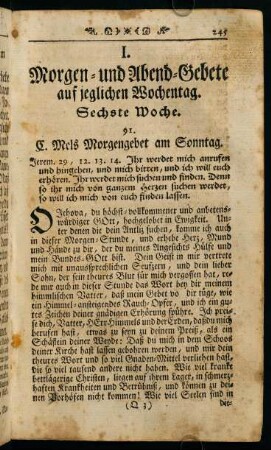 245
I.
Morgen- und Abend-Gebete
auf jeglichen Wochentag.
Sechste Woche.
91.
C. Mels Morgengebet am Sonntag.
Jerem. 29, 12. 13. 14. Ihr werdet mich anrufen
und hingehen, und mich bitten, und ich will euch
erhören. Ihr werdet mich suchen und finden. Denn
so ihr mich von ganzem Herzen suchen werdet,
so will ich mich von euch finden lassen.
O Jehova, du höchst-vollkommener und anbetens-
würdiger GOtt, hochgelobet in Ewigkeit. Un-
ter denen die dein Antlitz suchen, komme ich auch
in dieser Morgen-Stunde, und erhebe Herz, Mund
und Hände zu dir, der du meines Angesichtes Hülfe und
mein Bundes-GOtt bist. Dein Geist in mir vertrete
mich mit unaussprechlichen Seufzern, und dein lieber
Sohn, der sein theures Blut für mich vergossen hat, re-
de mir auch in dieser Stunde das Wort bey dir meinem
himmlischen Vatter, daß mein Gebet vor dir tüge, wie
ein Himmel-ansteigendes Rauch-Opfer, und ich ein gu-
tes Zeichen deiner gnädigen Erhörung spühre. Ich prei-
se dich, Vatter, HErr Himmels und der Erden, daß du mich
berufen hast, etwas zu seyn zu deinem Preiß, als ein
Schäflein deiner Weyde: Daß du mich in dem Schoos
deiner Kirche hast lassen gebohren werden, und mir dein
theures Wort und so viel Gnaden-Mittel verliehen hast,
die so viel tausend andere nicht haben. Wie viel krancke
bettlägerige Christen, liegen auf ihrem Lager, in schmerz-
haften Kranckheiten und Betrübniß, und können zu dei-
nen Vorhöfen nicht kommen! Wie viel Seelen sind in
(Q 3) der-